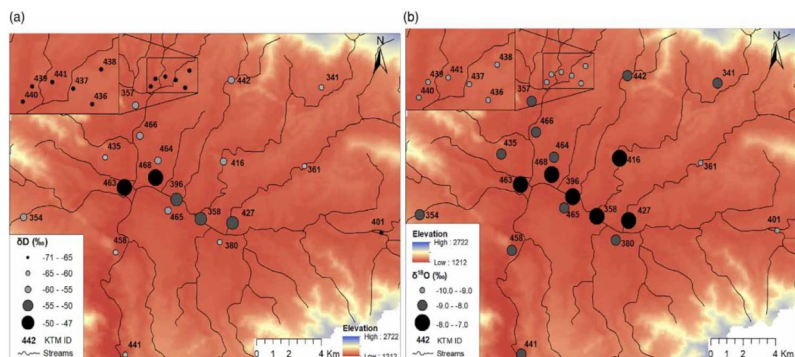 (a)
N
438
439 441 437
440 436
357
442
341
466
435
464
416
468
361
463
396
358
427
354
465
401
458
380
441
δD (‰)
-71 - -65
-65 - -60
-60 - -55
-55 - -50
-50 - -47
442 KTM ID
Streams
0 2 4 Km
Elevation
High : 2722
Low : 1212
(b)
N
438
439 441 437
440 436
357
442
341
466
435
464
416
468
361
463
396
358
427
354
465
401
458
380
441
Elevation
High : 2722
Low : 1212
δ18O (‰)
-10.0 - -9.0
-9.0 - -8.0
-8.0 - -7.0
442 KTM ID
Streams
0 2 4 Km